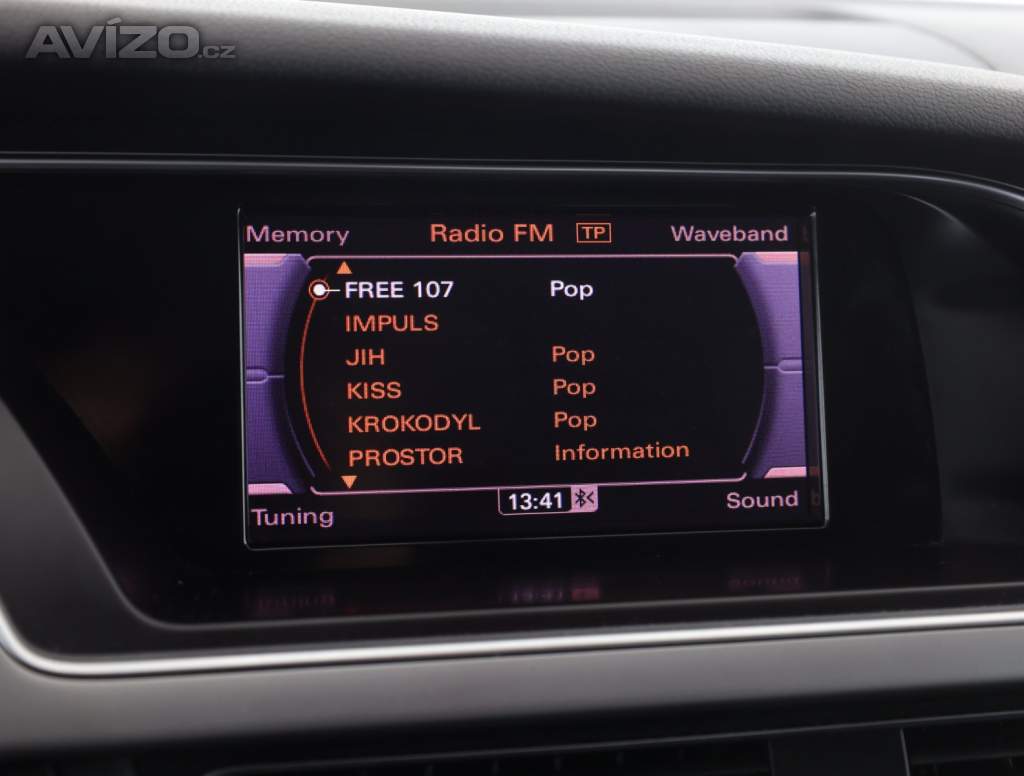 AVÍZO.cz
Memory Radio FM TP Waveband
FREE 107 Pop
IMPULS
JIH Pop
KISS Pop
KROKODYL Pop
PROSTOR Information
13:41
Tuning Sound